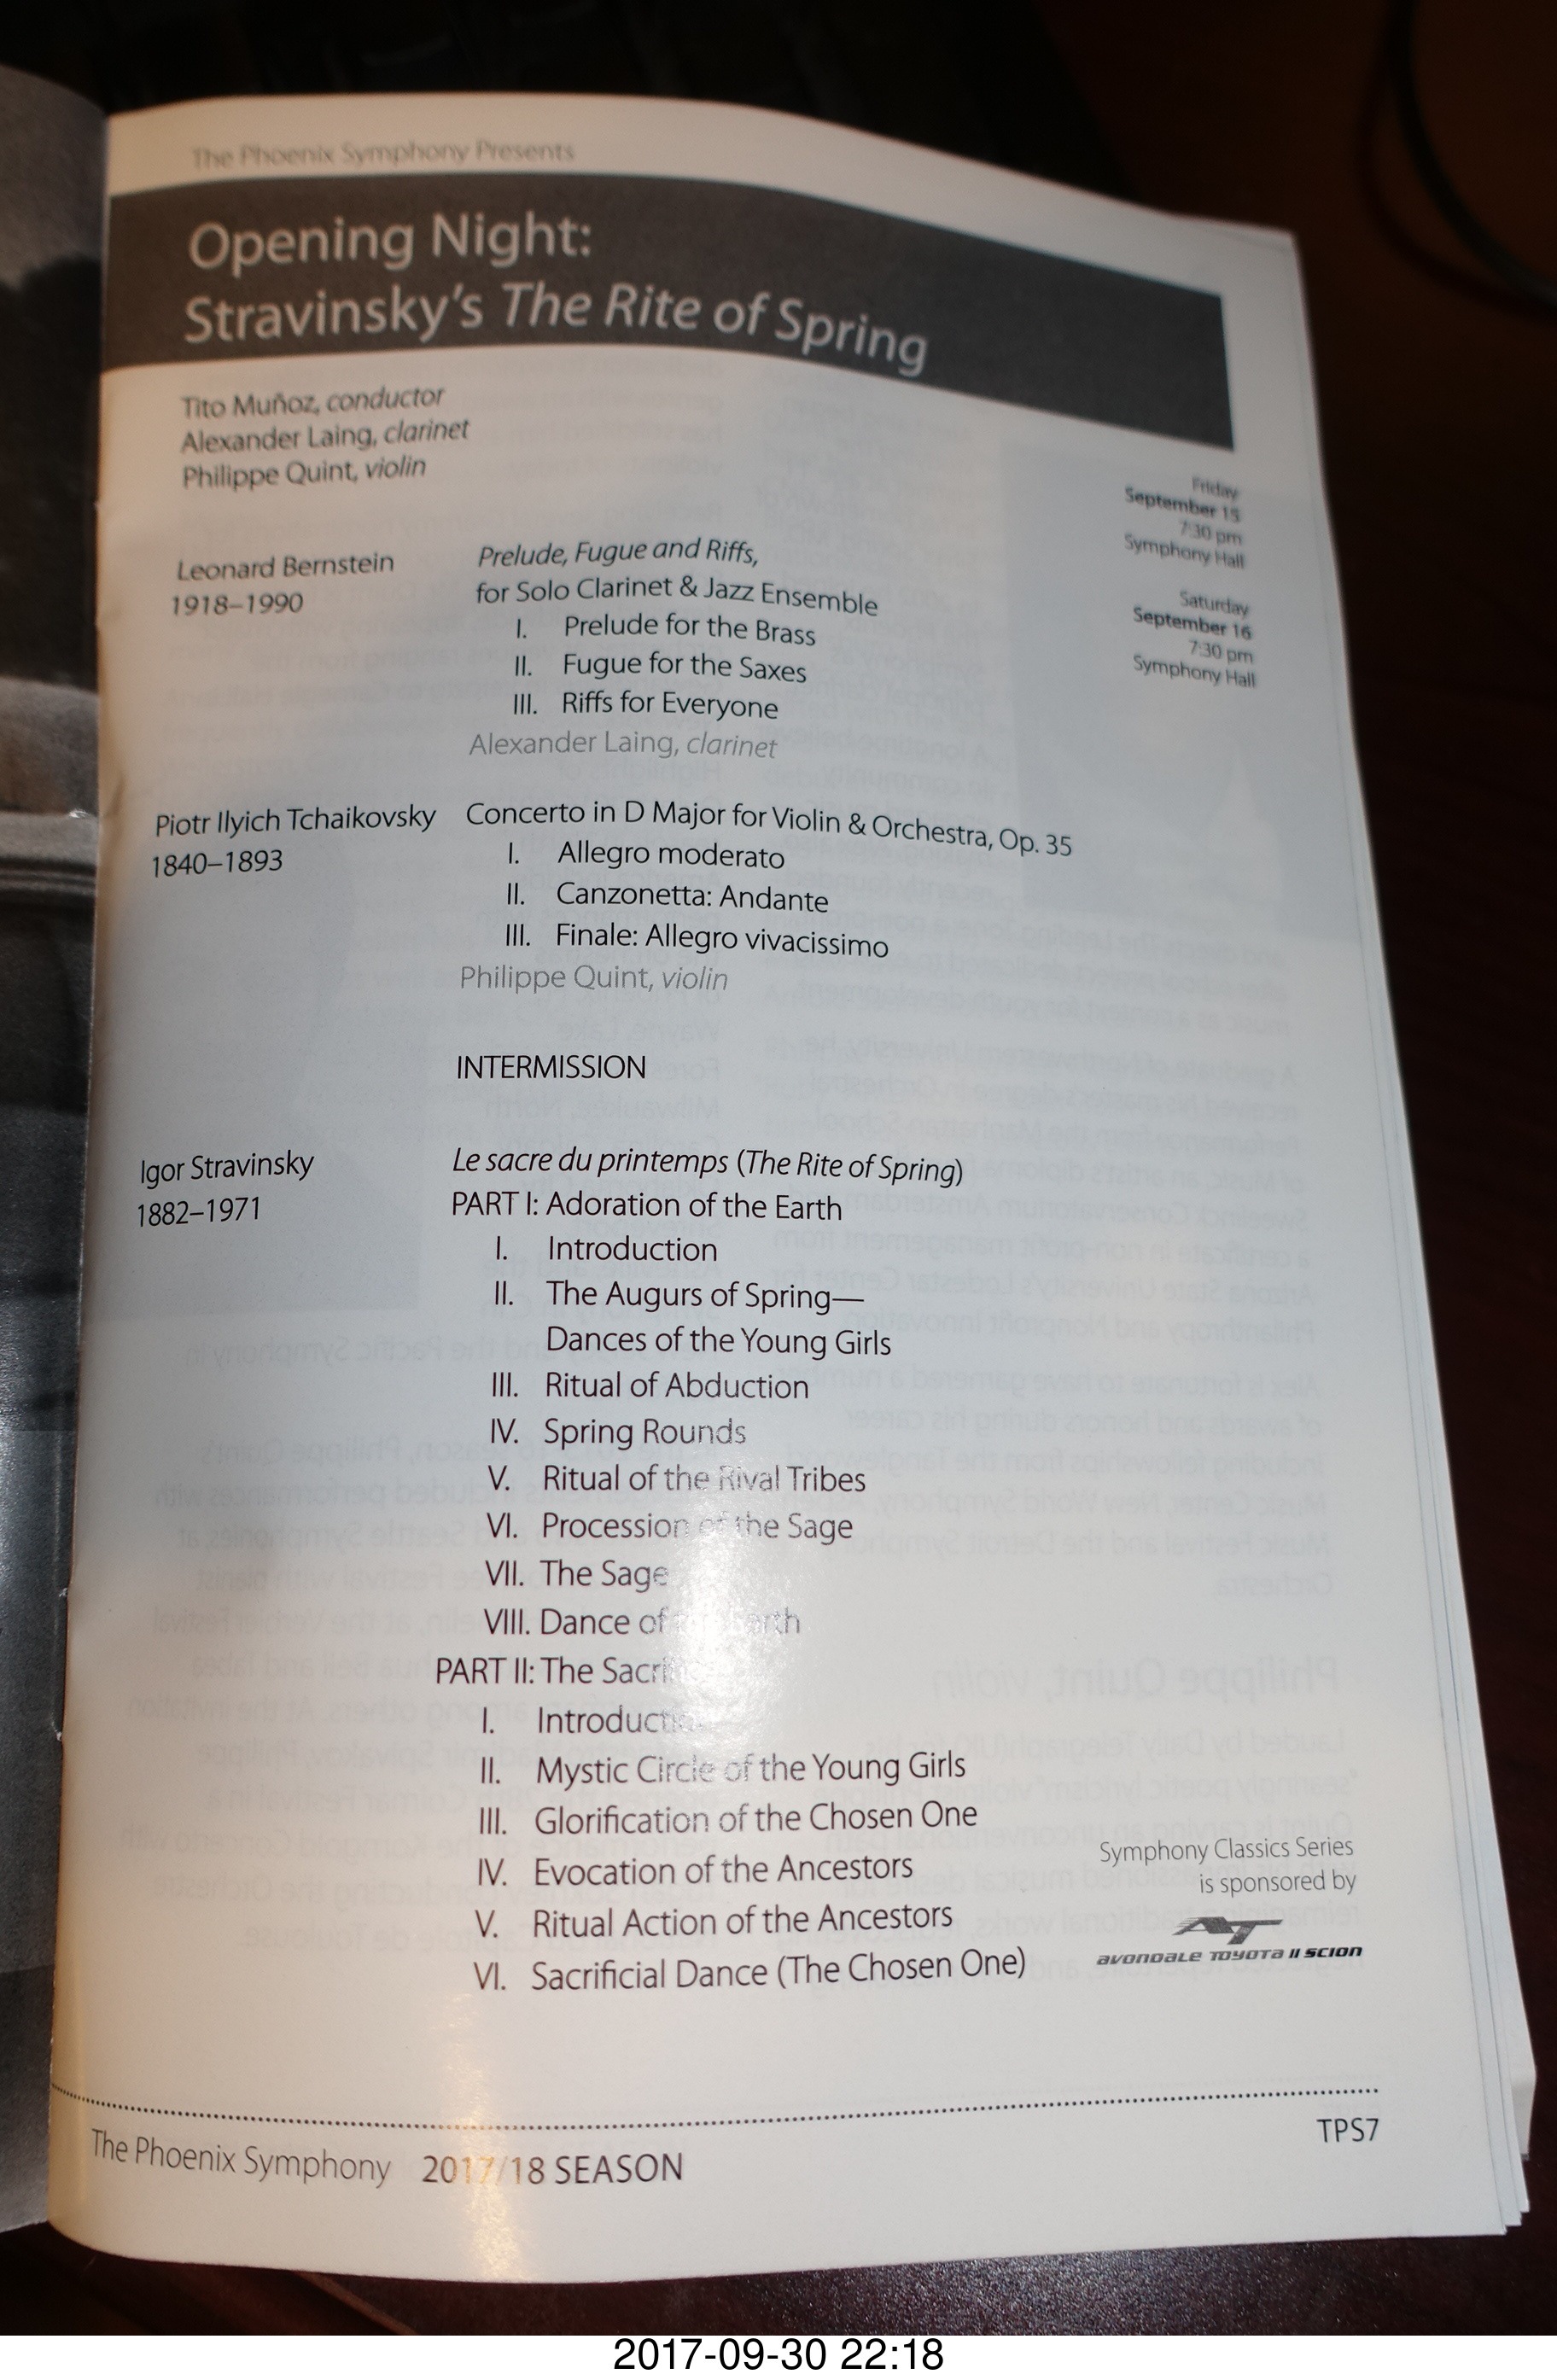 The Phoenix Symphony Presents
Opening Night:
Stravinsky's The Rite of Spring
Tito Muñoz, conductor
Alexander Laing, clarinet
Philippe Quint, violin
Friday
September 15
7:30 pm
Symphony Hall
Saturday
September 16
7:30 pm
Symphony Hall
Leonard Bernstein
1918–1990
Prelude, Fugue and Riffs,
for Solo Clarinet & Jazz Ensemble
I. Prelude for the Brass
II. Fugue for the Saxes
III. Riffs for Everyone
Alexander Laing, clarinet
Piotr Ilyich Tchaikovsky
1840–1893
Concerto in D Major for Violin & Orchestra, Op. 35
I. Allegro moderato
II. Canzonetta: Andante
III. Finale: Allegro vivacissimo
Philippe Quint, violin
INTERMISSION
Igor Stravinsky
1882–1971
Le sacre du printemps (The Rite of Spring)
PART I: Adoration of the Earth
I. Introduction
II. The Augurs of Spring—
Dances of the Young Girls
III. Ritual of Abduction
IV. Spring Rounds
V. Ritual of the Rival Tribes
VI. Procession of the Sage
VII. The Sage
VIII. Dance of
PART II: The
I. Introduction
II. Mystic Circle of the Young Girls
III. Glorification of the Chosen One
IV. Evocation of the Ancestors
V. Ritual Action of the Ancestors
VI. Sacrificial Dance (The Chosen One)
Symphony Classics Series
is sponsored by
AT
AVONDALE TOYOTA II SCION
TPS7
The Phoenix Symphony 2017/18 SEASON
2017-09-30 22:18